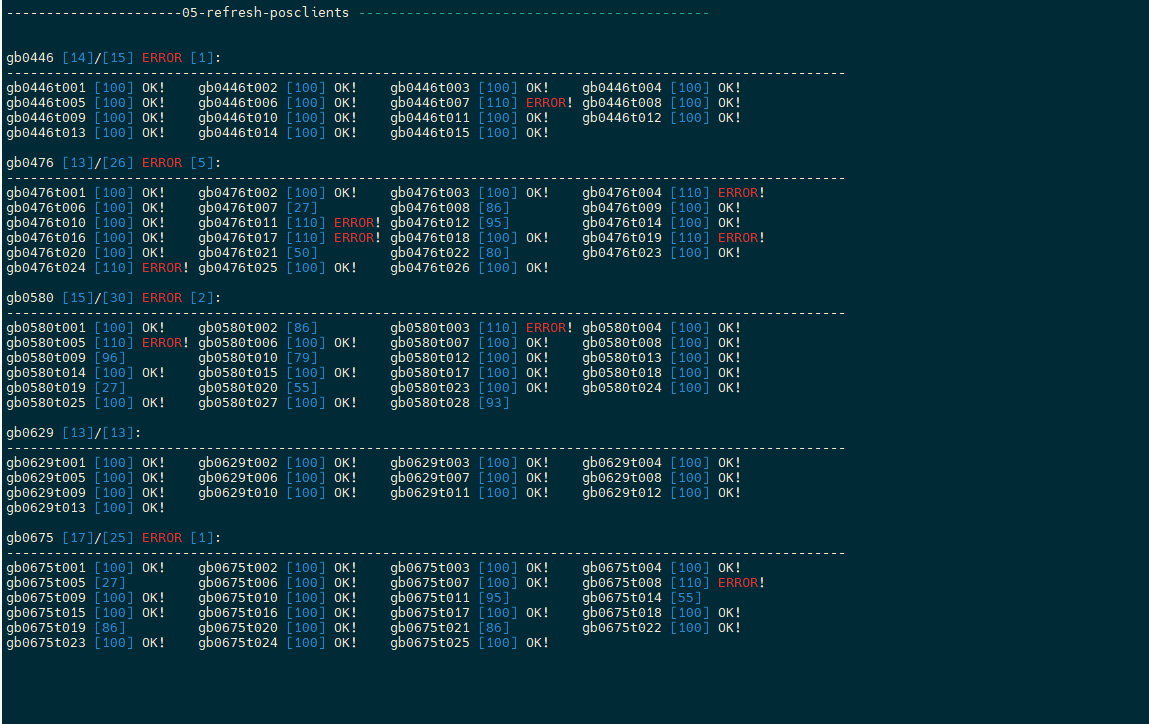 ----------------------05-refresh-posclients --------------------------------------------
gb0446 [14]/[15] ERROR [1]:
---------------------------------------------------------------------------------------------------------
gb0446t001 [100] OK! gb0446t002 [100] OK! gb0446t003 [100] OK! gb0446t004 [100] OK!
gb0446t005 [100] OK! gb0446t006 [100] OK! gb0446t007 [110] ERROR! gb0446t008 [100] OK!
gb0446t009 [100] OK! gb0446t010 [100] OK! gb0446t011 [100] OK! gb0446t012 [100] OK!
gb0446t013 [100] OK! gb0446t014 [100] OK! gb0446t015 [100] OK!
gb0476 [13]/[26] ERROR [5]:
---------------------------------------------------------------------------------------------------------
gb0476t001 [100] OK! gb0476t002 [100] OK! gb0476t003 [100] OK! gb0476t004 [110] ERROR!
gb0476t006 [100] OK! gb0476t007 [27] gb0476t008 [86] gb0476t009 [100] OK!
gb0476t010 [100] OK! gb0476t011 [110] ERROR! gb0476t012 [95] gb0476t014 [100] OK!
gb0476t016 [100] OK! gb0476t017 [110] ERROR! gb0476t018 [100] OK! gb0476t019 [110] ERROR!
gb0476t020 [100] OK! gb0476t021 [50] gb0476t022 [80] gb0476t023 [100] OK!
gb0476t024 [110] ERROR! gb0476t025 [100] OK! gb0476t026 [100] OK!
gb0580 [15]/[30] ERROR [2]:
---------------------------------------------------------------------------------------------------------
gb0580t001 [100] OK! gb0580t002 [86] gb0580t003 [110] ERROR! gb0580t004 [100] OK!
gb0580t005 [110] ERROR! gb0580t006 [100] OK! gb0580t007 [100] OK! gb0580t008 [100] OK!
gb0580t009 [96] gb0580t010 [79] gb0580t012 [100] OK! gb0580t013 [100] OK!
gb0580t014 [100] OK! gb0580t015 [100] OK! gb0580t017 [100] OK! gb0580t018 [100] OK!
gb0580t019 [27] gb0580t020 [55] gb0580t023 [100] OK! gb0580t024 [100] OK!
gb0580t025 [100] OK! gb0580t027 [100] OK! gb0580t028 [93]
gb0629 [13]/[13]:
---------------------------------------------------------------------------------------------------------
gb0629t001 [100] OK! gb0629t002 [100] OK! gb0629t003 [100] OK! gb0629t004 [100] OK!
gb0629t005 [100] OK! gb0629t006 [100] OK! gb0629t007 [100] OK! gb0629t008 [100] OK!
gb0629t009 [100] OK! gb0629t010 [100] OK! gb0629t011 [100] OK! gb0629t012 [100] OK!
gb0629t013 [100] OK!
gb0675 [17]/[25] ERROR [1]:
---------------------------------------------------------------------------------------------------------
gb0675t001 [100] OK! gb0675t002 [100] OK! gb0675t003 [100] OK! gb0675t004 [100] OK!
gb0675t005 [27] gb0675t006 [100] OK! gb0675t007 [100] OK! gb0675t008 [110] ERROR!
gb0675t009 [100] OK! gb0675t010 [100] OK! gb0675t011 [95] gb0675t014 [55]
gb0675t015 [100] OK! gb0675t016 [100] OK! gb0675t017 [100] OK! gb0675t018 [100] OK!
gb0675t019 [86] gb0675t020 [100] OK! gb0675t021 [86] gb0675t022 [100] OK!
gb0675t023 [100] OK! gb0675t024 [100] OK! gb0675t025 [100] OK!